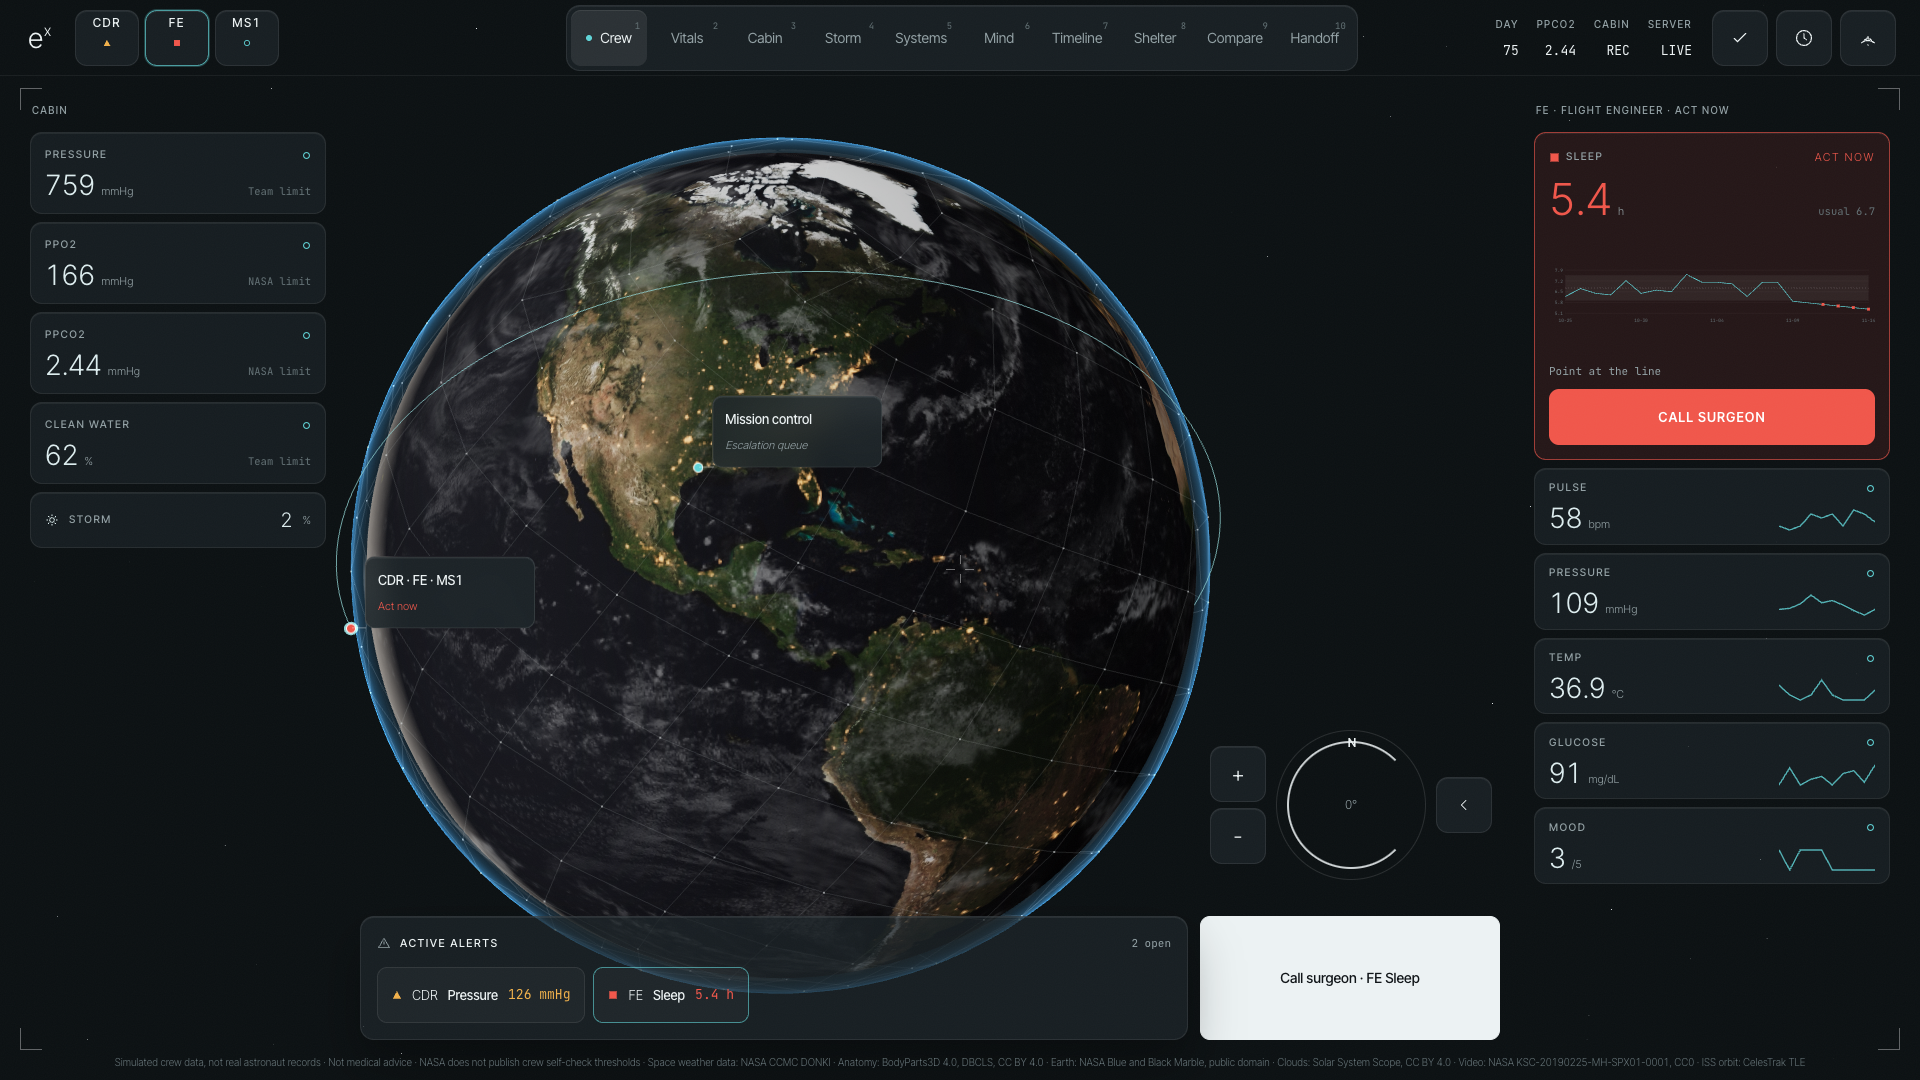 eX
CDR
FE
MS1
Crew 1
Vitals 2
Cabin 3
Storm 4
Systems 5
Mind 6
Timeline 7
Shelter 8
Compare 9
Handoff 10
DAY PPCO2 CABIN SERVER
75 2.44 REC LIVE
CABIN
PRESSURE
759 mmHg Team limit
PPO2
166 mmHg NASA limit
PPCO2
2.44 mmHg NASA limit
CLEAN WATER
62 % Team limit
STORM 2 %
Mission control
Escalation queue
CDR · FE · MS1
Act now
+
-
N
0°
FE · FLIGHT ENGINEER · ACT NOW
SLEEP ACT NOW
5.4 h usual 6.7
Point at the line
CALL SURGEON
PULSE
58 bpm
PRESSURE
109 mmHg
TEMP
36.9 °C
GLUCOSE
91 mg/dL
MOOD
3 /5
ACTIVE ALERTS 2 open
CDR Pressure 126 mmHg
FE Sleep 5.4 h
Call surgeon · FE Sleep
Simulated crew data, not real astronaut records · Not medical advice · NASA does not publish crew self-check thresholds · Space weather data: NASA CCMC DONKI · Anatomy: BodyParts3D 4.0, DBCLS, CC BY 4.0 · Earth: NASA Blue and Black Marble, public domain · Clouds: Solar System Scope, CC BY 4.0 · Video: NASA KSC-20190225-MH-SPX01-0001, CC0 · ISS orbit: CelesTrak TLE